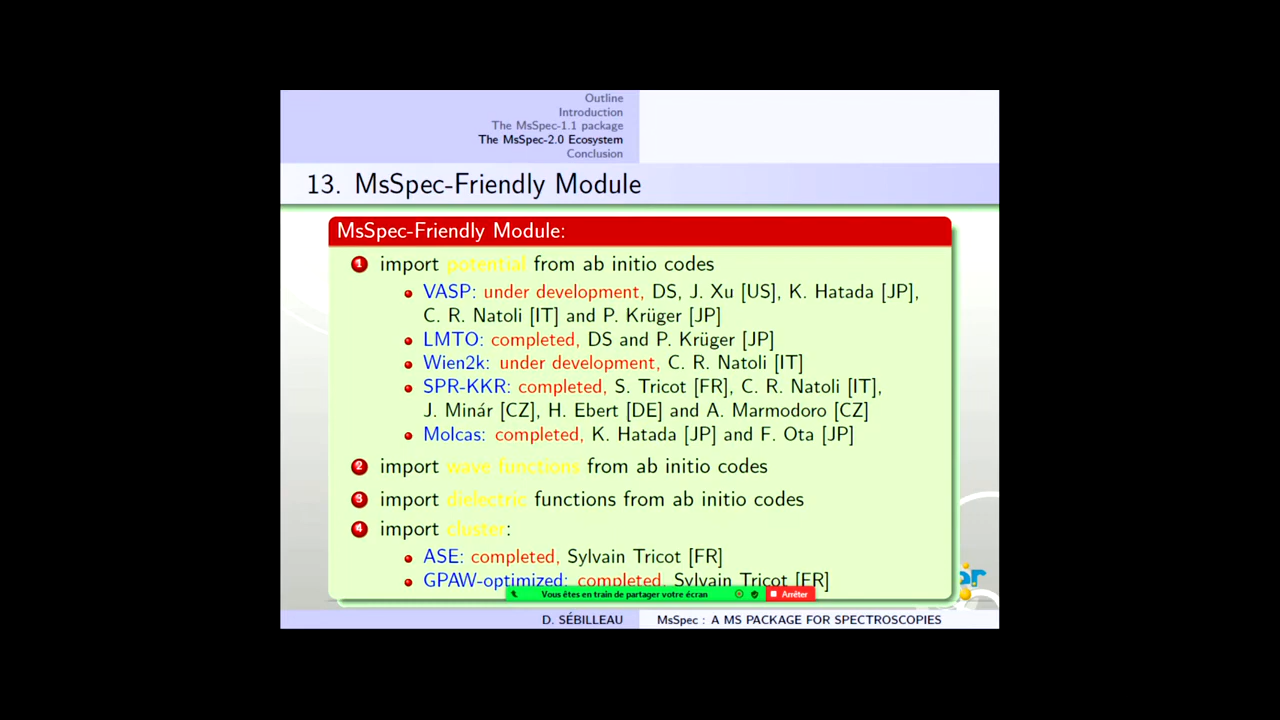 Outline
Introduction
The MsSpec-1.1 package
The MsSpec-2.0 Ecosystem
Conclusion
13. MsSpec-Friendly Module
MsSpec-Friendly Module:
1 import potential from ab initio codes
VASP: under development, DS, J. Xu [US], K. Hatada [JP],
C. R. Natoli [IT] and P. Krüger [JP]
LMTO: completed, DS and P. Krüger [JP]
Wien2k: under development, C. R. Natoli [IT]
SPR-KKR: completed, S. Tricot [FR], C. R. Natoli [IT],
J. Minár [CZ], H. Ebert [DE] and A. Marmodoro [CZ]
Molcas: completed, K. Hatada [JP] and F. Ota [JP]
2 import wave functions from ab initio codes
3 import dielectric functions from ab initio codes
4 import cluster:
ASE: completed, Sylvain Tricot [FR]
GPAW-optimized: completed, Sylvain Tricot [FR]
Vous êtes en train de partager votre écran
Arrêter
D. SÉBILLEAU
MsSpec : A MS PACKAGE FOR SPECTROSCOPIES